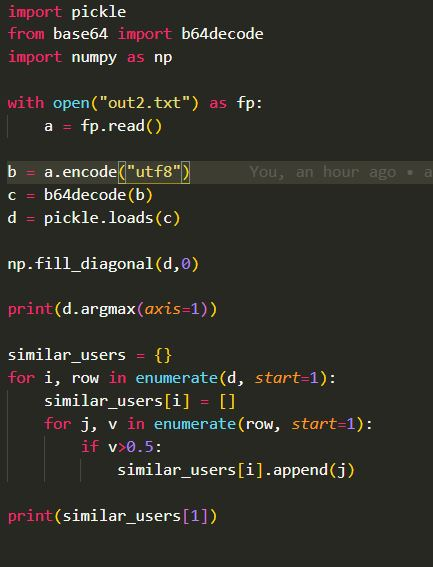 import pickle
from base64 import b64decode
import numpy as np

with open("out2.txt") as fp:
    a = fp.read()

b = a.encode("utf8")    You, an hour ago • a
c = b64decode(b)
d = pickle.loads(c)

np.fill_diagonal(d,0)

print(d.argmax(axis=1))

similar_users = {}
for i, row in enumerate(d, start=1):
    similar_users[i] = []
    for j, v in enumerate(row, start=1):
        if v>0.5:
            similar_users[i].append(j)

print(similar_users[1])